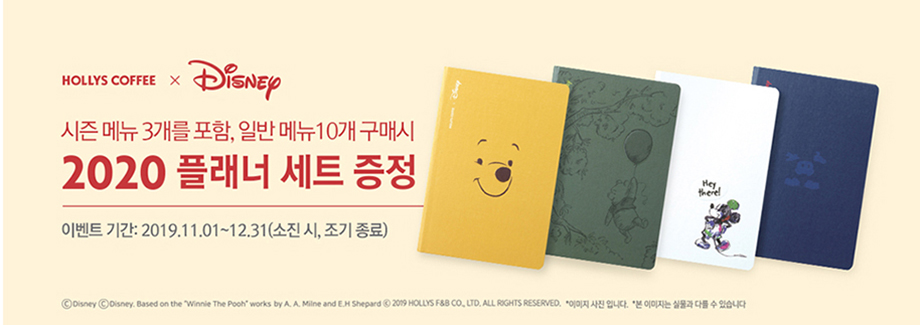 HOLLYS COFFEE × Disney
시즌 메뉴 3개를 포함, 일반 메뉴10개 구매시
2020 플래너 세트 증정
이벤트 기간: 2019.11.01~12.31(소진 시, 조기 종료)
Disney
Hey there!
ⓒDisney ⓒDisney. Based on the "Winnie The Pooh" works by A. A. Milne and E.H Shepard ⓒ 2019 HOLLYS F&B CO., LTD. ALL RIGHTS RESERVED. *이미지 사진 입니다. *본 이미지는 실물과 다를 수 있습니다